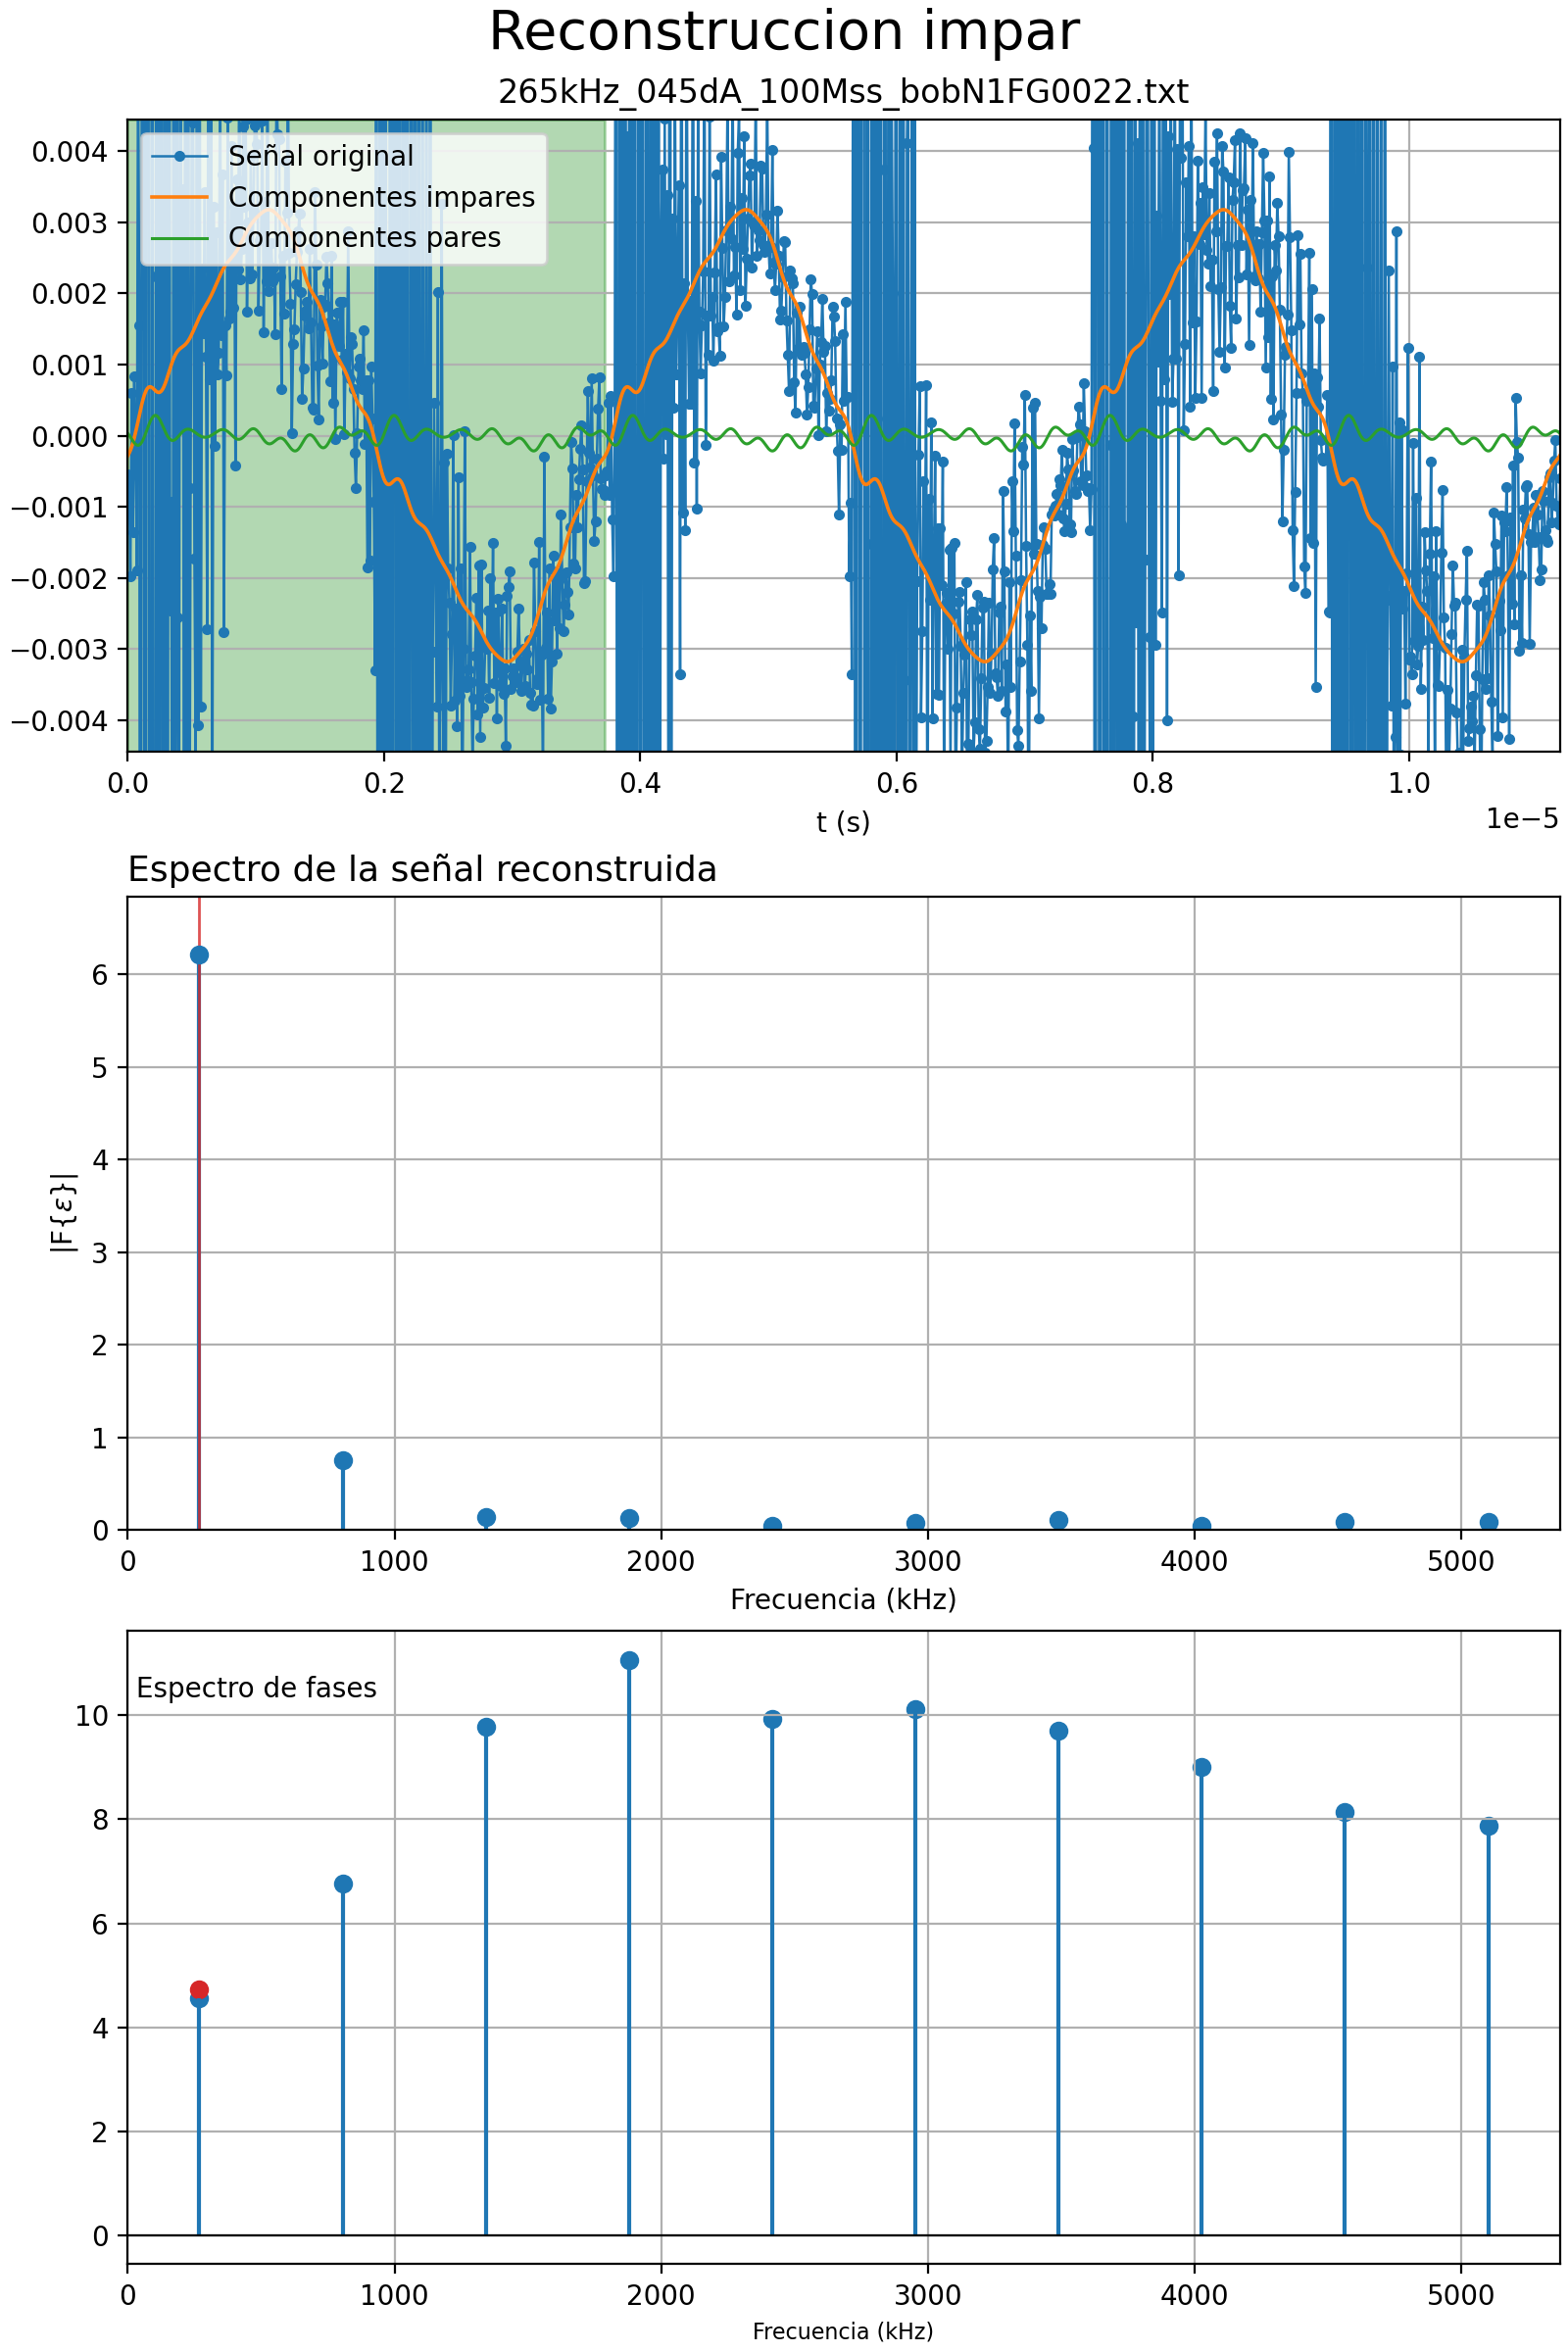 Reconstruccion impar
265kHz_045dA_100Mss_bobN1FG0022.txt
Señal original
Componentes impares
Componentes pares
0.004
0.003
0.002
0.001
0.000
−0.001
−0.002
−0.003
−0.004
0.0 0.2 0.4 0.6 0.8 1.0
t (s)
1e−5
Espectro de la señal reconstruida
6
5
4
3
2
1
0
|F{ε}|
0 1000 2000 3000 4000 5000
Frecuencia (kHz)
Espectro de fases
10
8
6
4
2
0
0 1000 2000 3000 4000 5000
Frecuencia (kHz)